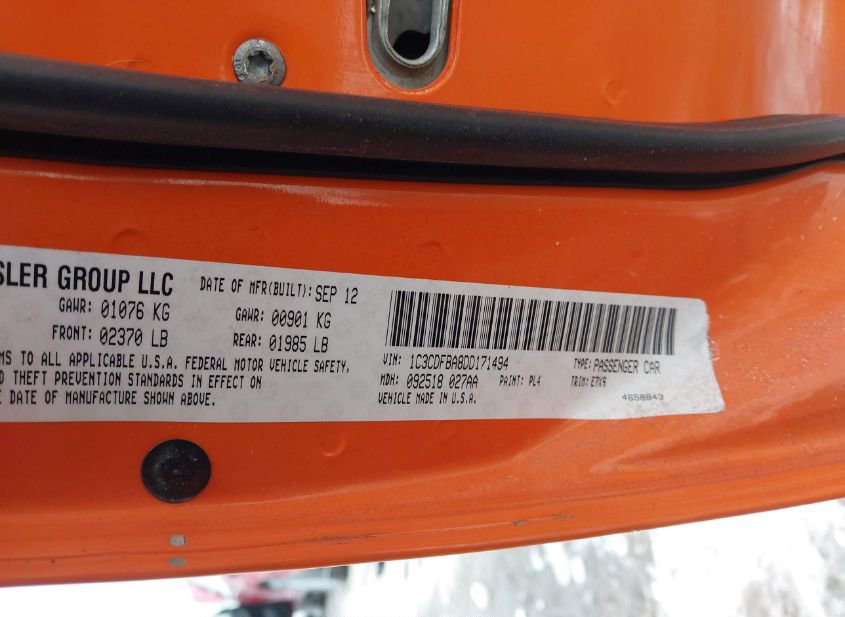 SLER GROUP LLC
DATE OF MFR(BUILT): SEP 12
GAWR: 01076 KG
GAWR: 00901 KG
FRONT: 02370 LB
REAR: 01985 LB
MS TO ALL APPLICABLE U.S.A. FEDERAL MOTOR VEHICLE SAFETY,
D THEFT PREVENTION STANDARDS IN EFFECT ON
E DATE OF MANUFACTURE SHOWN ABOVE.
VIN: 1C3CDFBA8DD171494
TYPE: PASSENGER CAR
MDH: 092518 027AA
PAINT: PL4
TRIM: E7X9
VEHICLE MADE IN U.S.A.
4658843